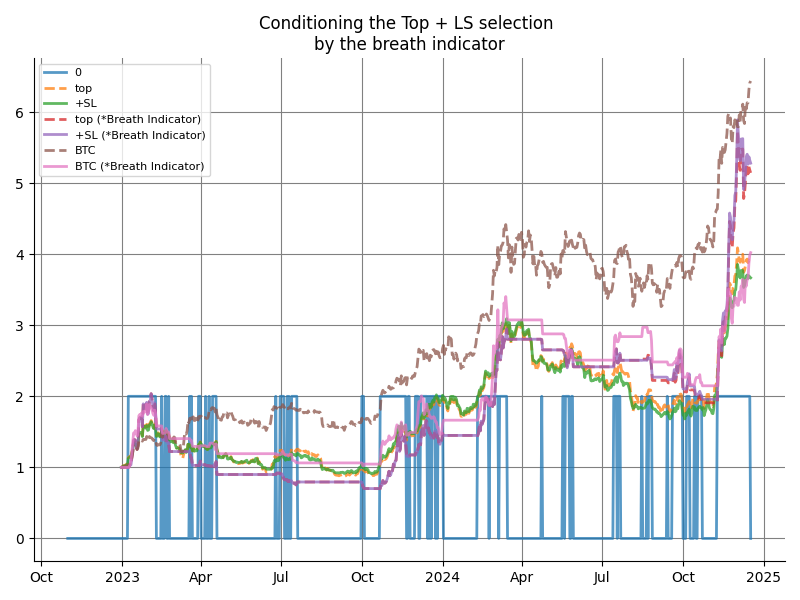 Conditioning the Top + LS selection
by the breath indicator
0
top
+SL
top (*Breath Indicator)
+SL (*Breath Indicator)
BTC
BTC (*Breath Indicator)
6
5
4
3
2
1
0
Oct
2023
Apr
Jul
Oct
2024
Apr
Jul
Oct
2025